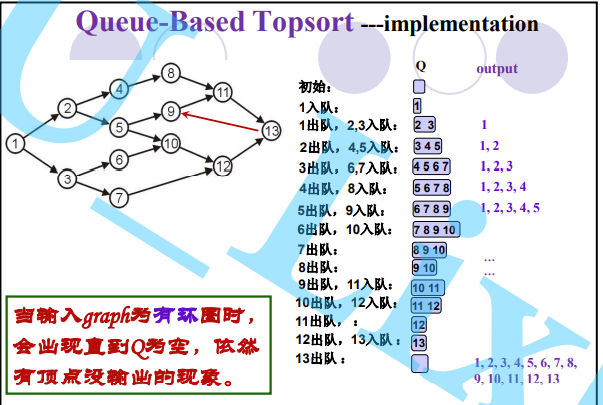 Queue-Based Topsort ---implementation
Q
output
初始：
1入队：
1
1出队，2,3入队：
2 3
1
2出队，4,5入队：
3 4 5
1, 2
3出队，6,7入队：
4 5 6 7
1, 2, 3
4出队，8入队：
5 6 7 8
1, 2, 3, 4
5出队，9入队：
6 7 8 9
1, 2, 3, 4, 5
6出队，10入队：
7 8 9 10
7出队：
8 9 10
...
8出队：
9 10
...
9出队，11入队：
10 11
10出队，12入队：
11 12
11出队，：
12
12出队，13入队：
13
13出队：
1, 2, 3, 4, 5, 6, 7, 8,
9, 10, 11, 12, 13
1
2
3
4
5
6
7
8
9
10
11
12
13
当输入graph为有环图时，
会出现直到Q为空，依然
有顶点没输出的现象。